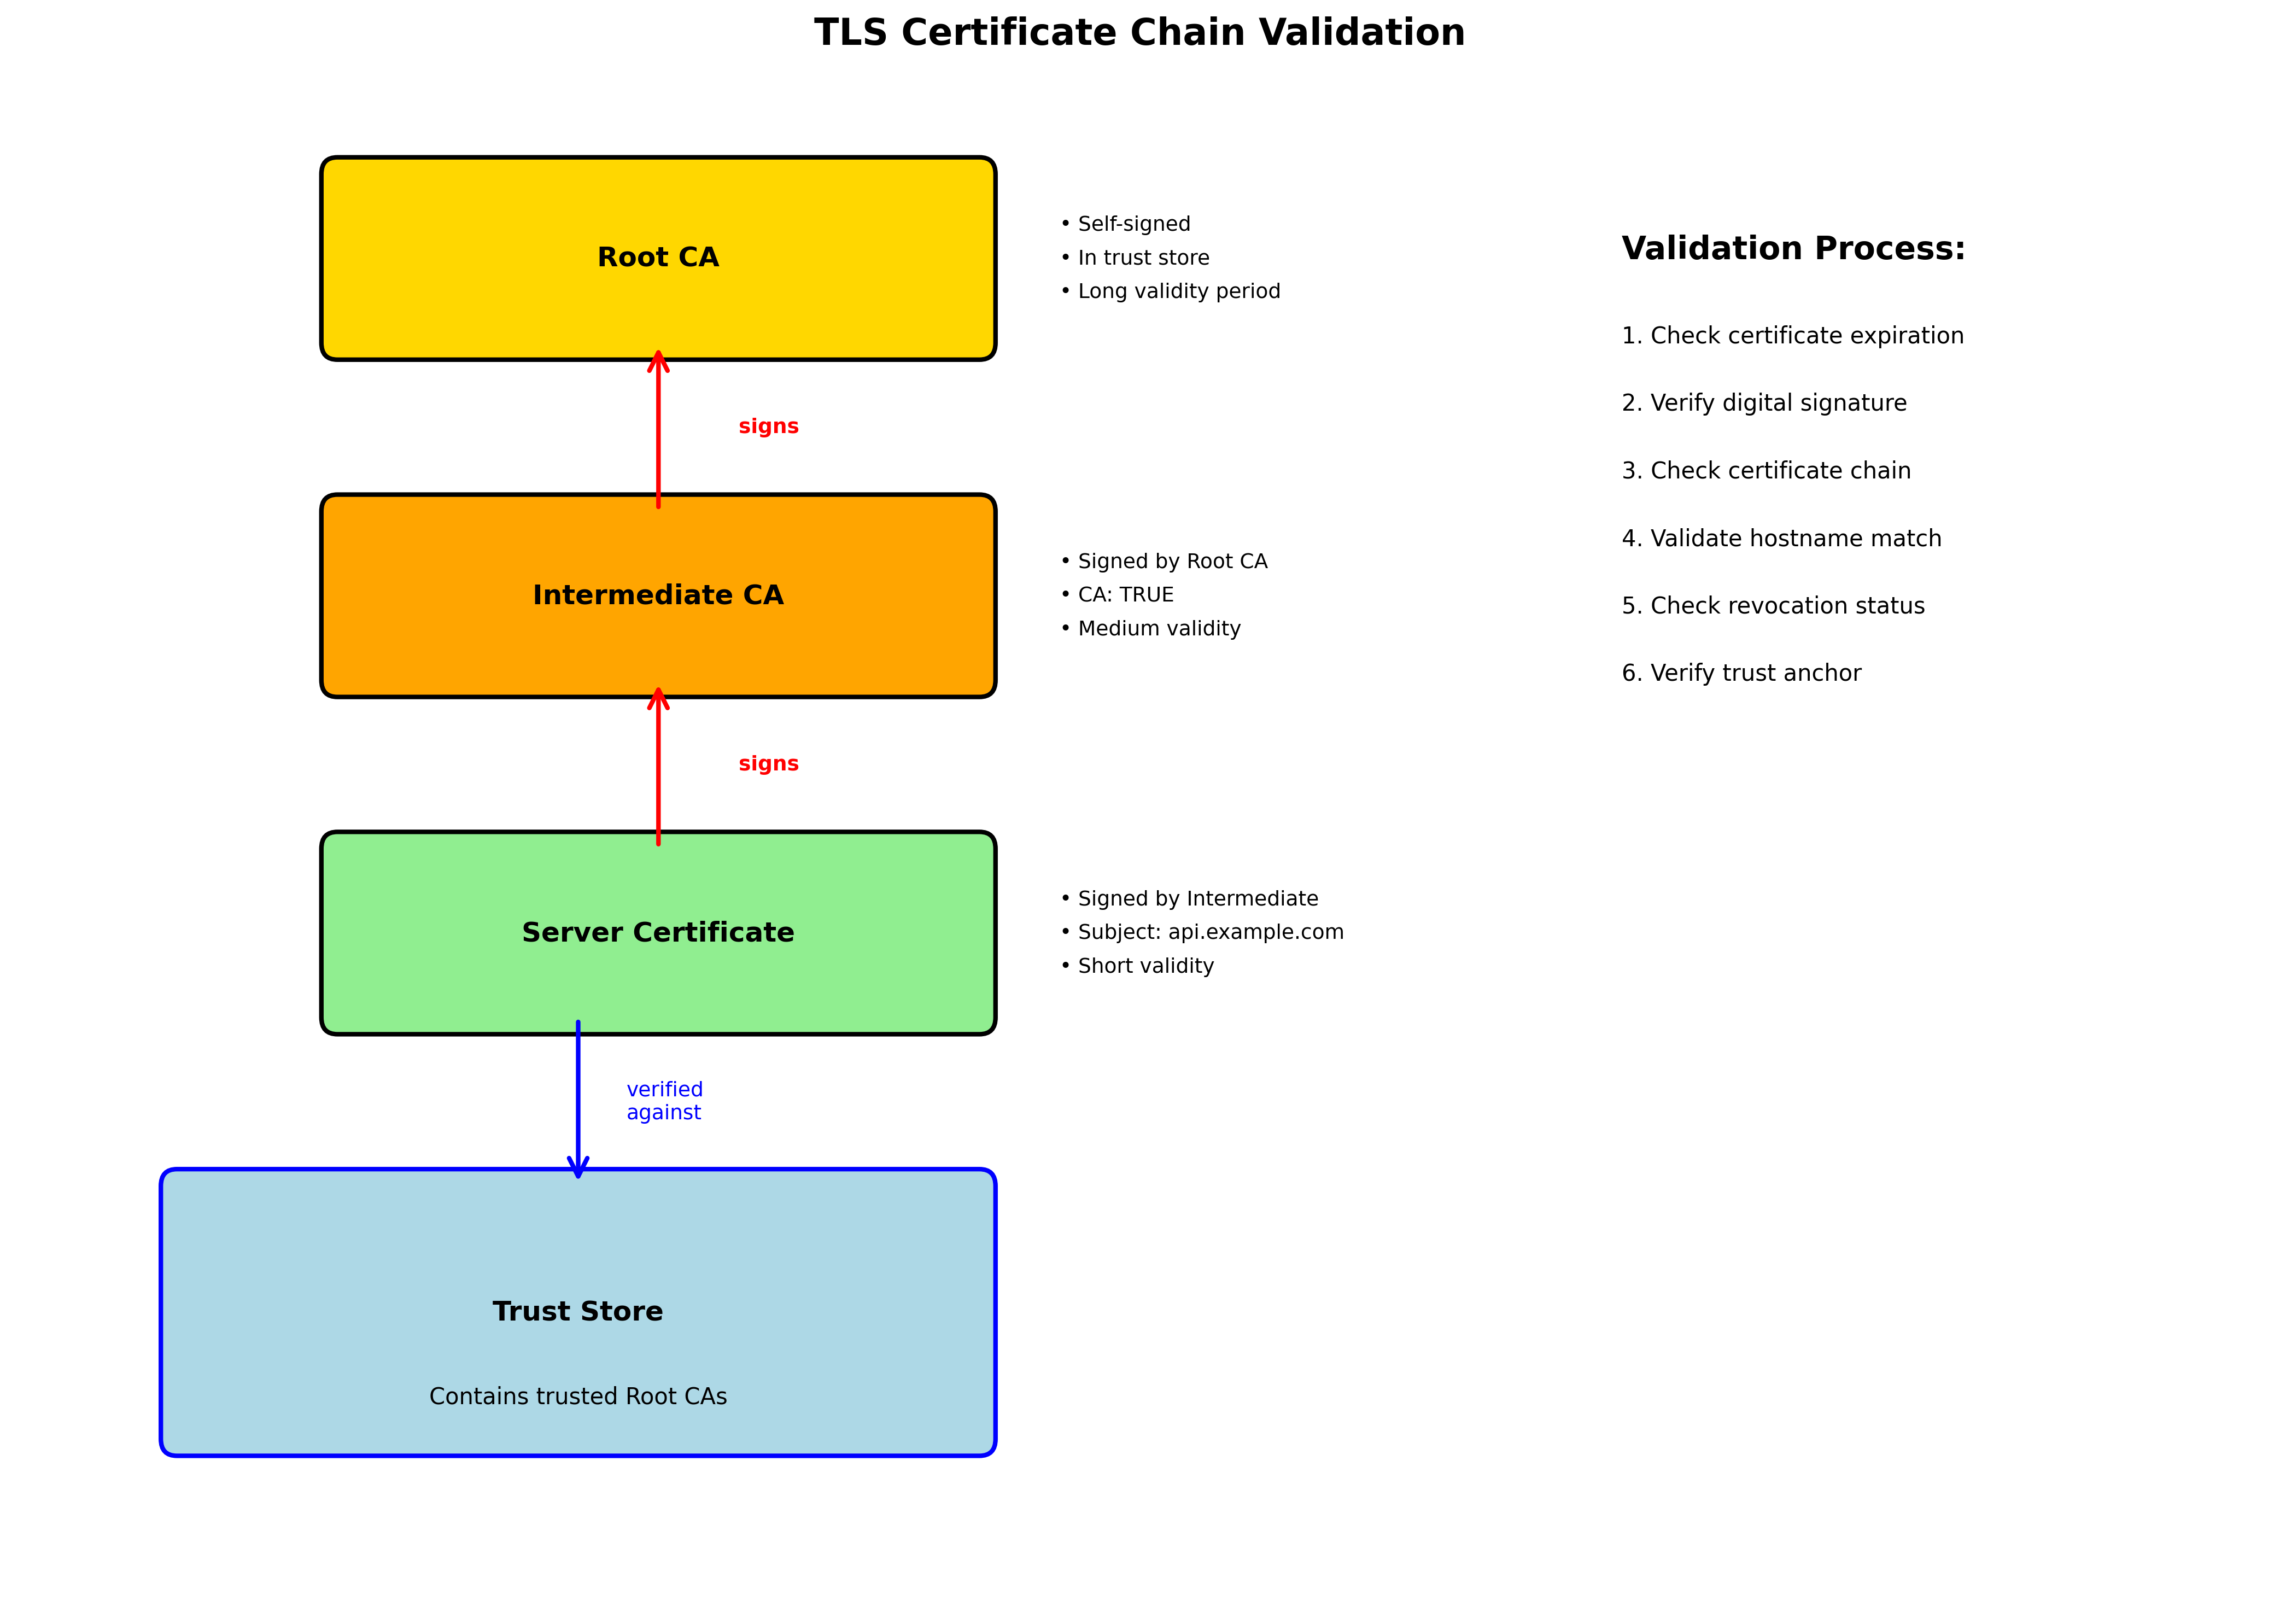 TLS Certificate Chain Validation
Root CA
• Self-signed
• In trust store
• Long validity period
signs
Intermediate CA
• Signed by Root CA
• CA: TRUE
• Medium validity
signs
Server Certificate
• Signed by Intermediate
• Subject: api.example.com
• Short validity
verified
against
Trust Store
Contains trusted Root CAs
Validation Process:
1. Check certificate expiration
2. Verify digital signature
3. Check certificate chain
4. Validate hostname match
5. Check revocation status
6. Verify trust anchor